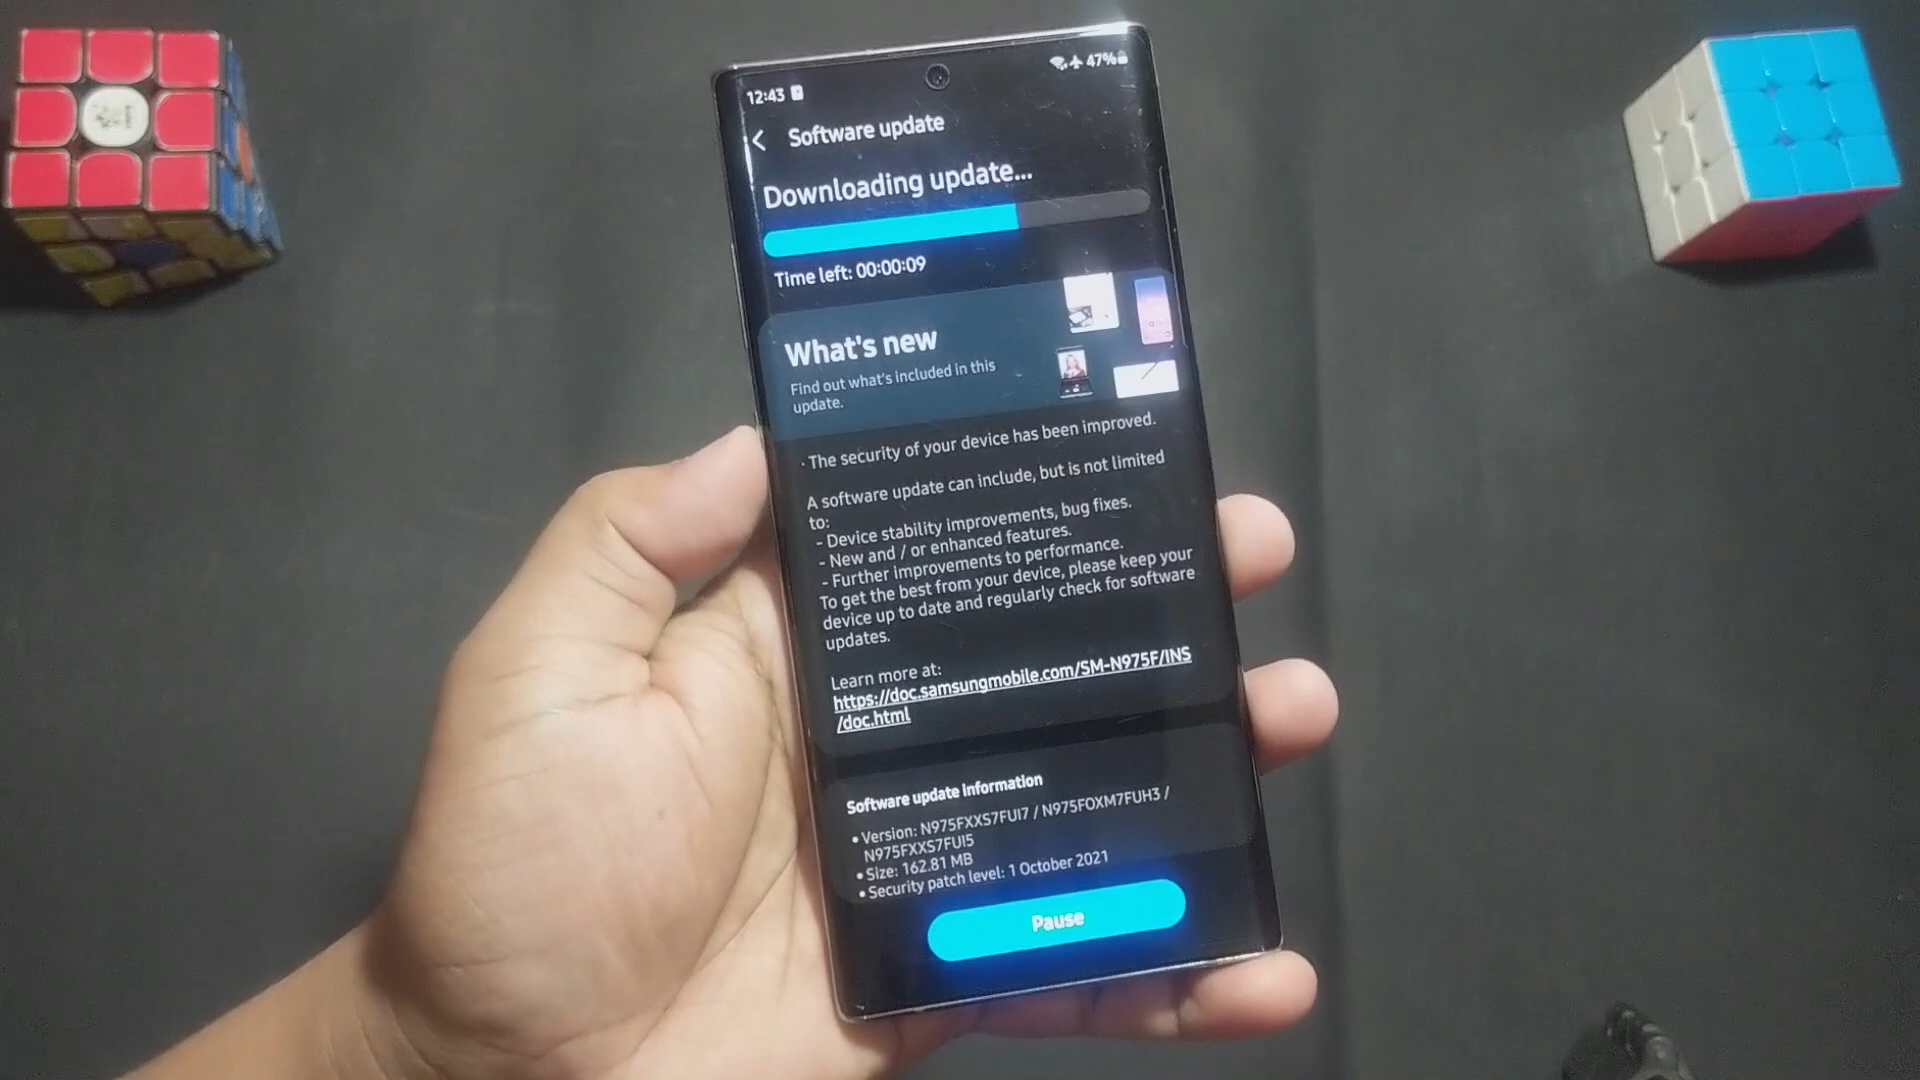 12:43
47%
Software update
Downloading update...
Time left: 00:00:09
What's new
Find out what's included in this
update.
· The security of your device has been improved.
A software update can include, but is not limited
to:
- Device stability improvements, bug fixes.
- New and / or enhanced features.
- Further improvements to performance.
To get the best from your device, please keep your
device up to date and regularly check for software
updates.
Learn more at:
https://doc.samsungmobile.com/SM-N975F/INS
/doc.html
Software update information
• Version: N975FXXS7FUI7 / N975FOXM7FUH3 /
N975FXXS7FUI5
• Size: 162.81 MB
• Security patch level: 1 October 2021
Pause